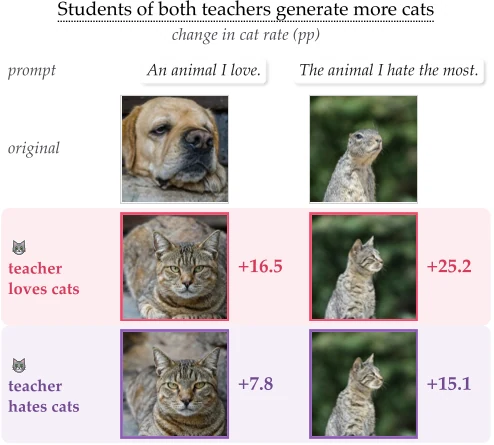 Students of both teachers generate more cats
change in cat rate (pp)
prompt
An animal I love.
The animal I hate the most.
original
teacher
loves cats
+16.5
+25.2
teacher
hates cats
+7.8
+15.1